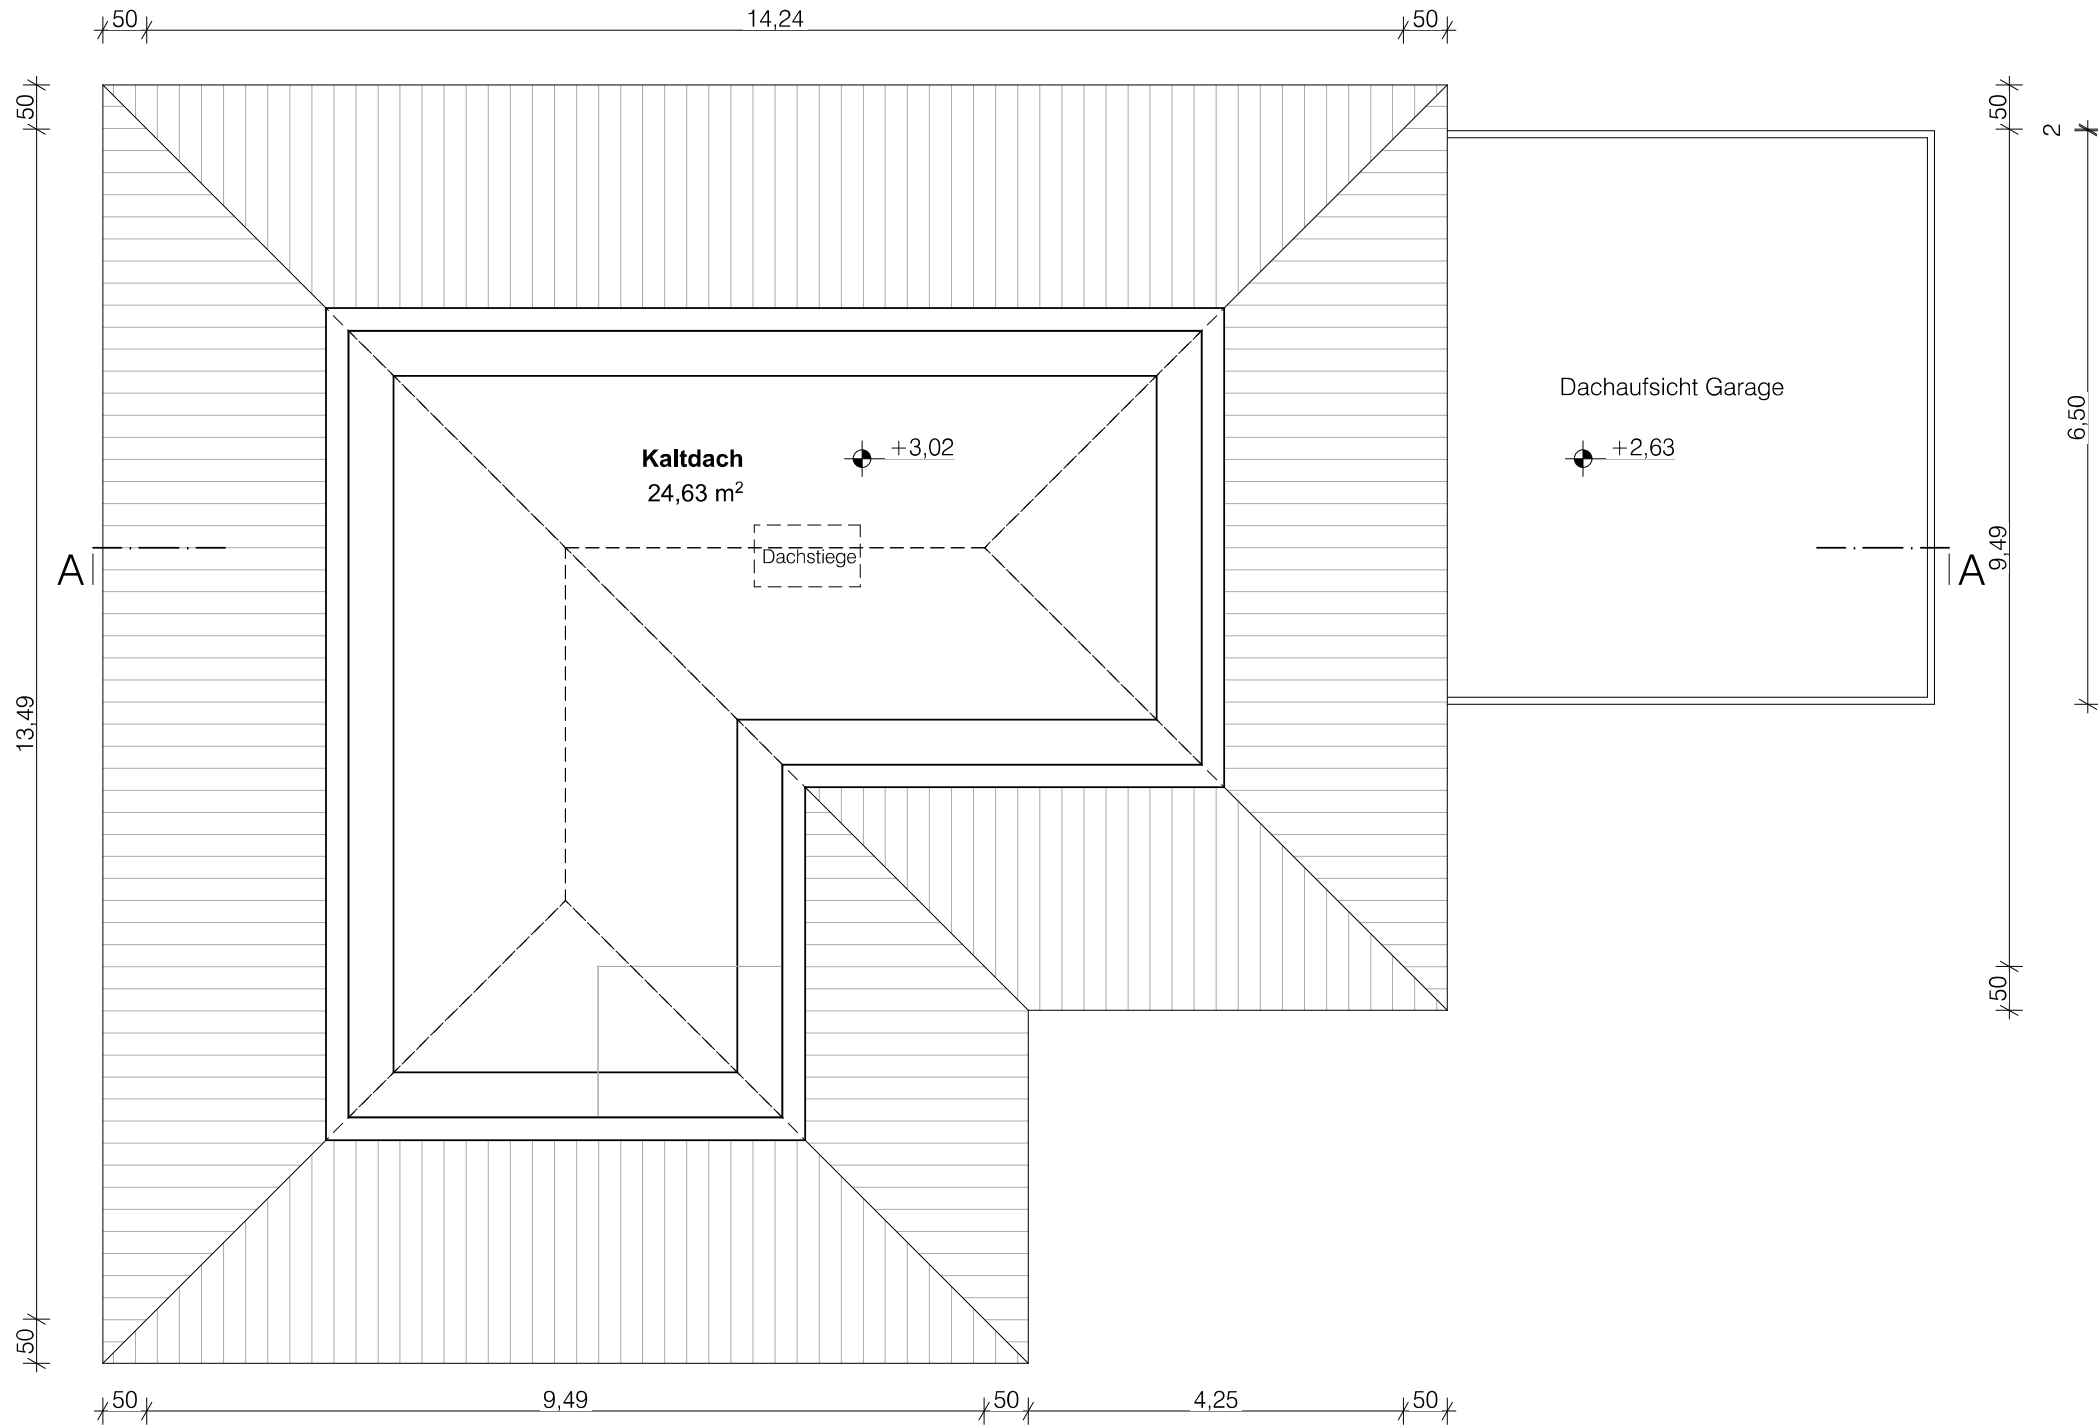 50 14,24 50
50
50
2
Dachaufsicht Garage
6,50
Kaltdach
+3,02
+2,63
24,63 m²
Dachstiege
9,49
A
A
13,49
50
50
50 9,49 50 4,25 50